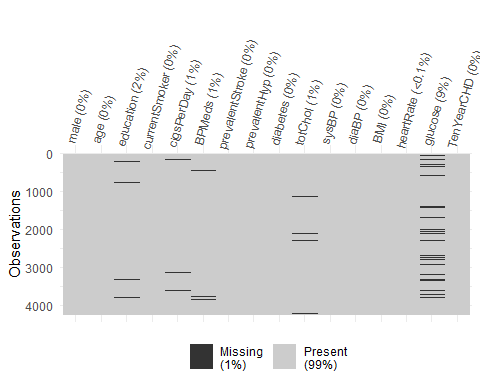 male (0%)
age (0%)
education (2%)
currentSmoker (0%)
cigsPerDay (1%)
BPMeds (1%)
prevalentStroke (0%)
prevalentHyp (0%)
diabetes (0%)
totChol (1%)
sysBP (0%)
diaBP (0%)
BMI (0%)
heartRate (<0.1%)
glucose (9%)
TenYearCHD (0%)
0
1000
2000
3000
4000
Observations
Missing
(1%)
Present
(99%)